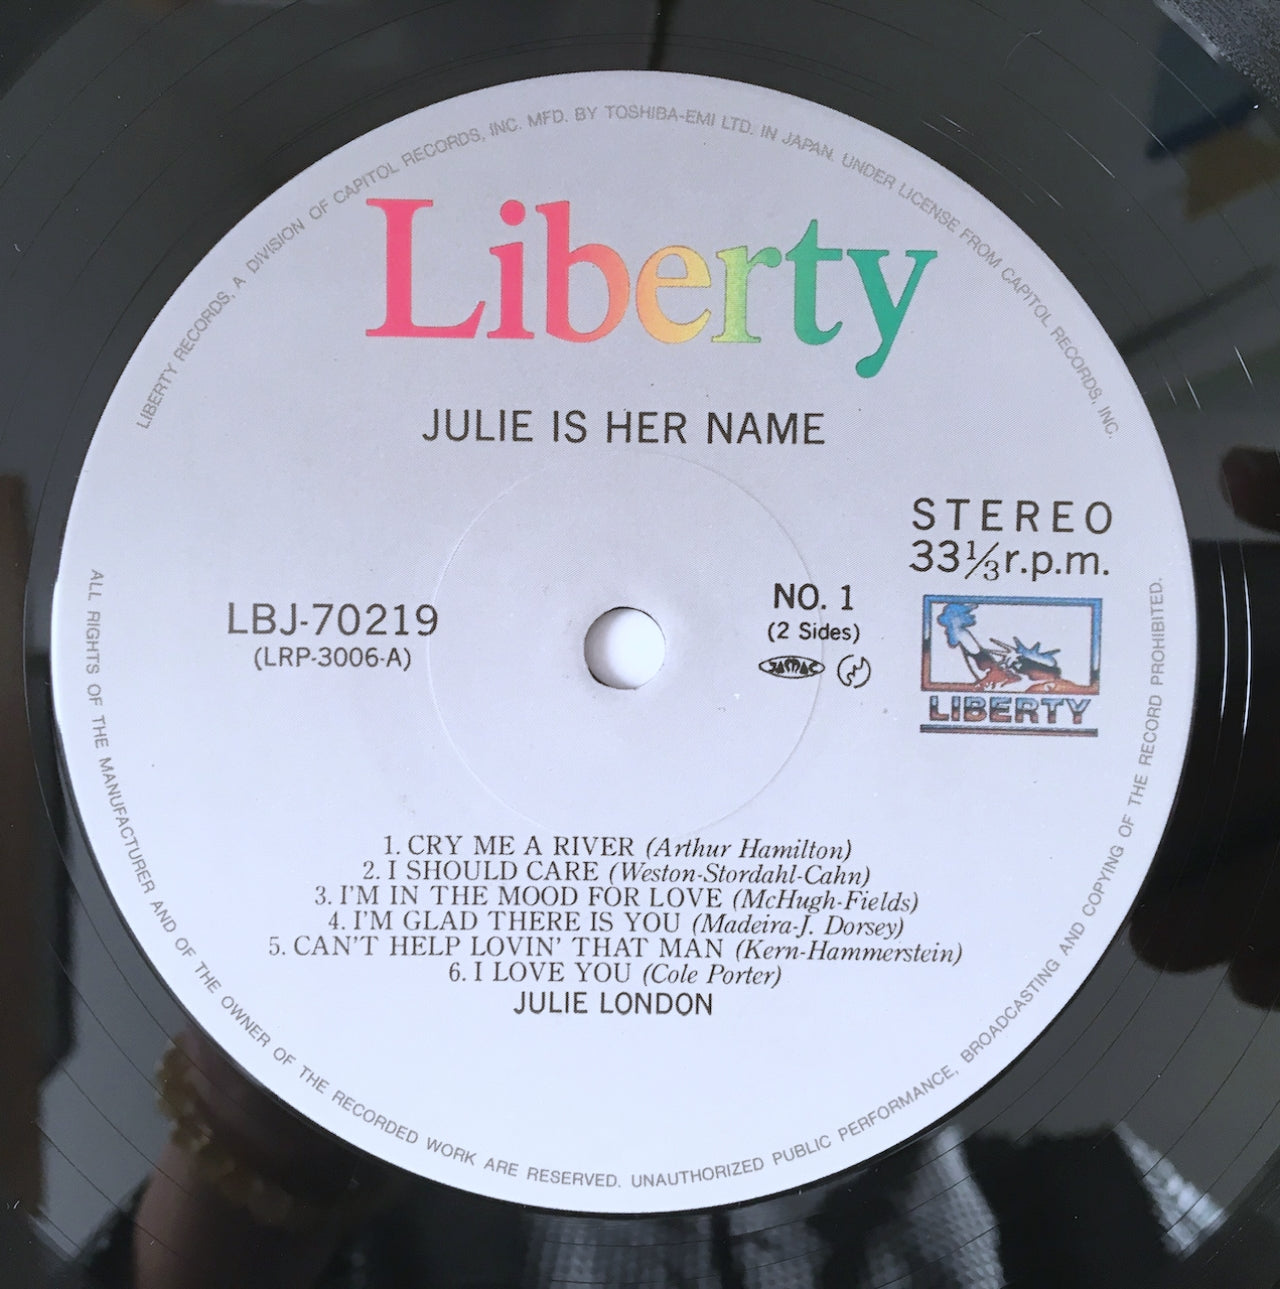 LIBERTY RECORDS, A DIVISION OF CAPITOL RECORDS, INC. MFD. BY TOSHIBA-EMI LTD. IN JAPAN. UNDER LICENSE FROM CAPITOL RECORDS, INC.
Liberty
JULIE IS HER NAME
STEREO
33⅓ r.p.m.
LBJ-70219
(LRP-3006-A)
NO. 1
(2 Sides)
JASRAC
LIBERTY
1. CRY ME A RIVER (Arthur Hamilton)
2. I SHOULD CARE (Weston-Stordahl-Cahn)
3. I'M IN THE MOOD FOR LOVE (McHugh-Fields)
4. I'M GLAD THERE IS YOU (Madeira-J. Dorsey)
5. CAN'T HELP LOVIN' THAT MAN (Kern-Hammerstein)
6. I LOVE YOU (Cole Porter)
JULIE LONDON
ALL RIGHTS OF THE MANUFACTURER AND OF THE OWNER OF THE RECORDED WORK ARE RESERVED. UNAUTHORIZED PUBLIC PERFORMANCE, BROADCASTING AND COPYING OF THE RECORD PROHIBITED.